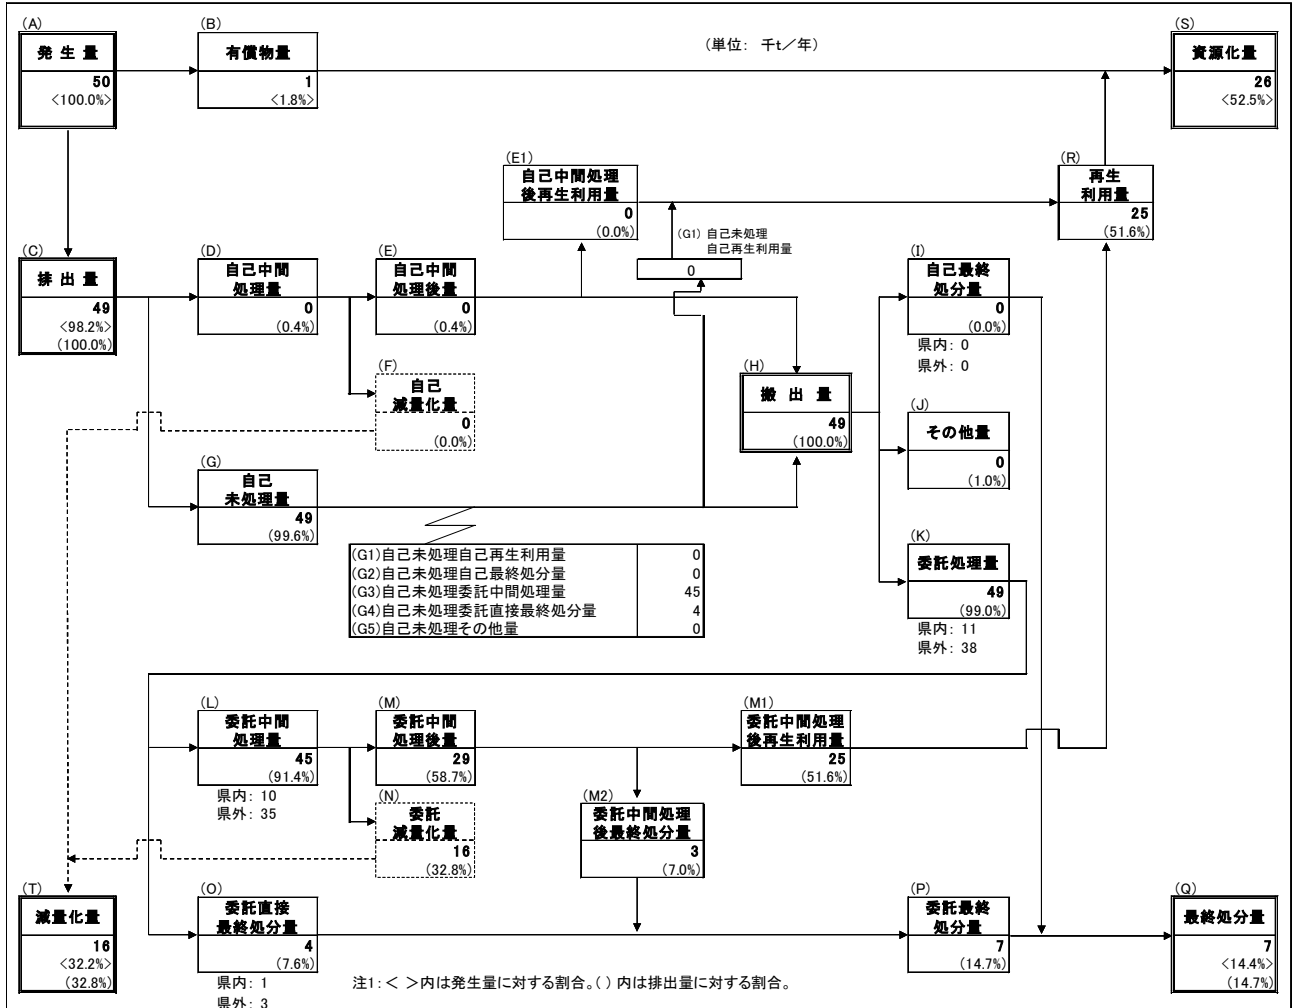 (A)
発 生 量
50
<100.0%>
(B)
有償物量
1
<1.8%>
(単位: 千t/年)
(S)
資源化量
26
<52.5%>
(E1)
自己中間処理
後再生利用量
0
(0.0%)
(R)
再生
利用量
25
(51.6%)
(G1) 自己未処理
自己再生利用量
0
(C)
排 出 量
49
<98.2%>
(100.0%)
(D)
自己中間
処理量
0
(0.4%)
(E)
自己中間
処理後量
0
(0.4%)
(I)
自己最終
処分量
0
(0.0%)
県内: 0
県外: 0
(F)
自己
減量化量
0
(0.0%)
(H)
搬 出 量
49
(100.0%)
(J)
その他量
0
(1.0%)
(G)
自己
未処理量
49
(99.6%)
(G1)自己未処理自己再生利用量 0
(G2)自己未処理自己最終処分量 0
(G3)自己未処理委託中間処理量 45
(G4)自己未処理委託直接最終処分量 4
(G5)自己未処理その他量 0
(K)
委託処理量
49
(99.0%)
県内: 11
県外: 38
(L)
委託中間
処理量
45
(91.4%)
県内: 10
県外: 35
(M)
委託中間
処理後量
29
(58.7%)
(M1)
委託中間処理
後再生利用量
25
(51.6%)
(N)
委託
減量化量
16
(32.8%)
(M2)
委託中間処理
後最終処分量
3
(7.0%)
(T)
減量化量
16
<32.2%>
(32.8%)
(O)
委託直接
最終処分量
4
(7.6%)
県内: 1
県外: 3
(P)
委託最終
処分量
7
(14.7%)
(Q)
最終処分量
7
<14.4%>
(14.7%)
注1:< >内は発生量に対する割合。( )内は排出量に対する割合。